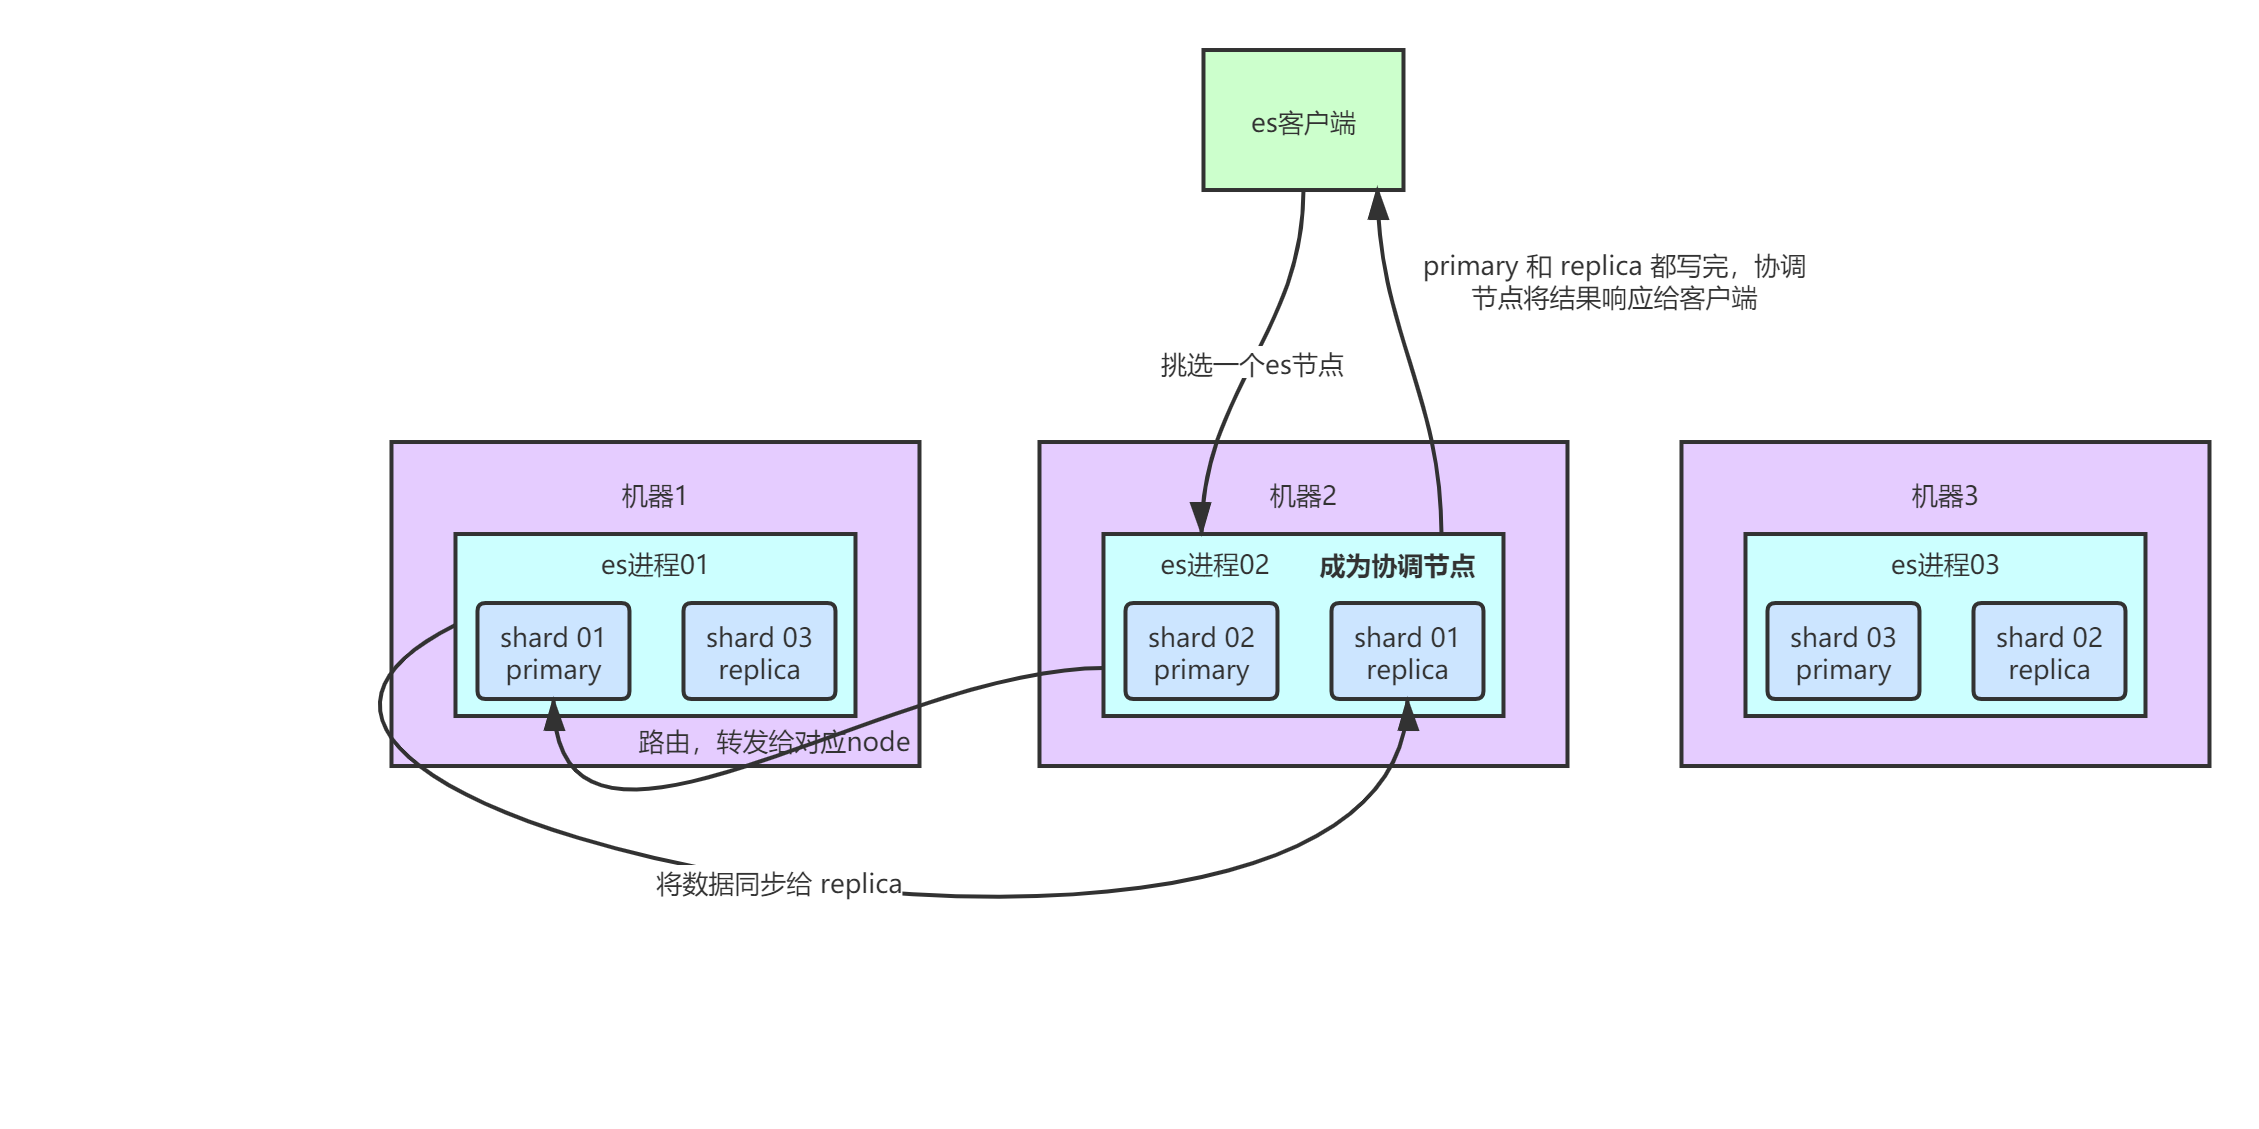 es客户端
primary 和 replica 都写完，协调
节点将结果响应给客户端
挑选一个es节点
机器1
es进程01
shard 01
primary
shard 03
replica
机器2
es进程02
成为协调节点
shard 02
primary
shard 01
replica
机器3
es进程03
shard 03
primary
shard 02
replica
路由，转发给对应node
将数据同步给 replica